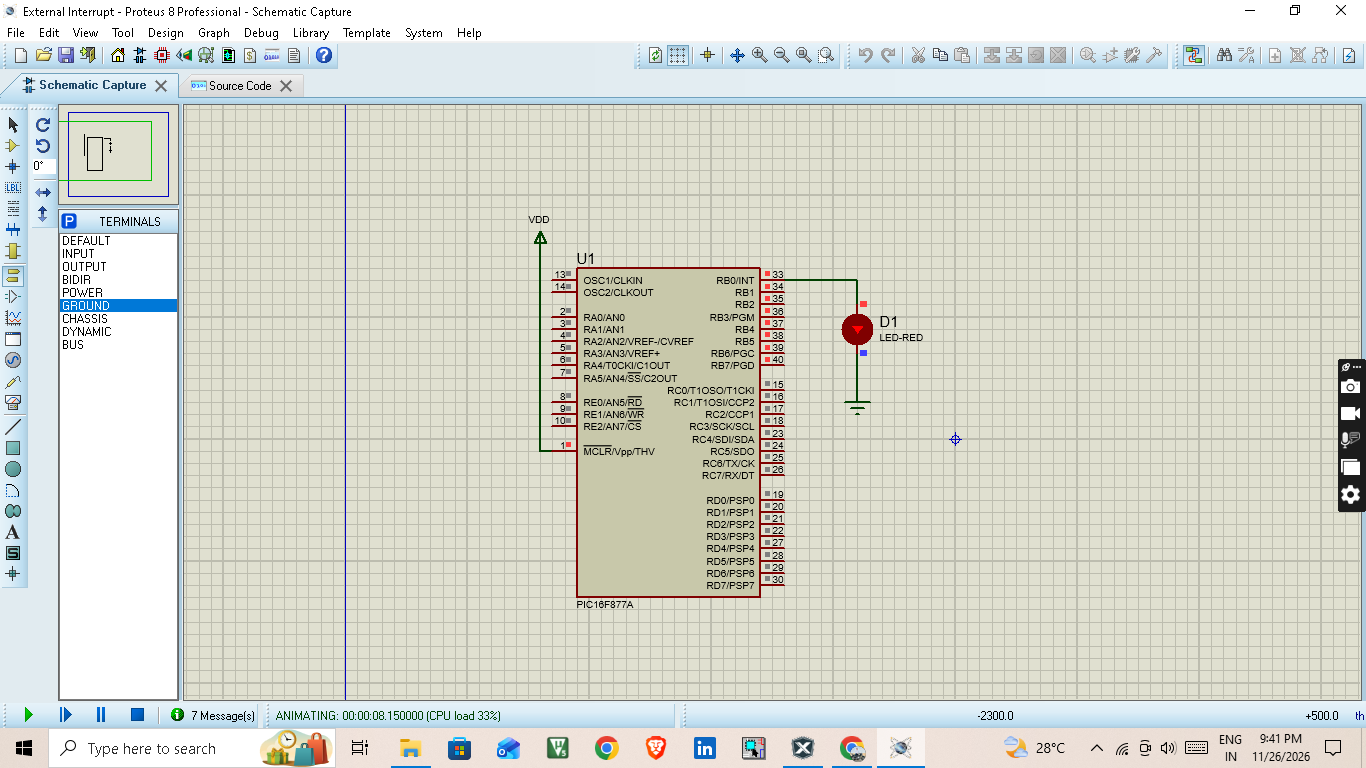 External Interrupt - Proteus 8 Professional - Schematic Capture
File Edit View Tool Design Graph Debug Library Template System Help
Schematic Capture
Source Code
0°
LBL
P TERMINALS
DEFAULT
INPUT
OUTPUT
BIDIR
POWER
GROUND
CHASSIS
DYNAMIC
BUS
A
S
VDD
U1
13 OSC1/CLKIN RB0/INT 33
14 OSC2/CLKOUT RB1 34
RB2 35
2 RA0/AN0 RB3/PGM 36
3 RA1/AN1 RB4 37
4 RA2/AN2/VREF-/CVREF RB5 38
5 RA3/AN3/VREF+ RB6/PGC 39
6 RA4/T0CKI/C1OUT RB7/PGD 40
7 RA5/AN4/SS/C2OUT
RC0/T1OSO/T1CKI 15
8 RE0/AN5/RD RC1/T1OSI/CCP2 16
9 RE1/AN6/WR RC2/CCP1 17
10 RE2/AN7/CS RC3/SCK/SCL 18
RC4/SDI/SDA 23
1 MCLR/Vpp/THV RC5/SDO 24
RC6/TX/CK 25
RC7/RX/DT 26
RD0/PSP0 19
RD1/PSP1 20
RD2/PSP2 21
RD3/PSP3 22
RD4/PSP4 27
RD5/PSP5 28
RD6/PSP6 29
RD7/PSP7 30
PIC16F877A
D1
LED-RED
7 Message(s) ANIMATING: 00:00:08.150000 (CPU load 33%) -2300.0 +500.0 th
Type here to search
28°C
ENG
IN
9:41 PM
11/26/2026